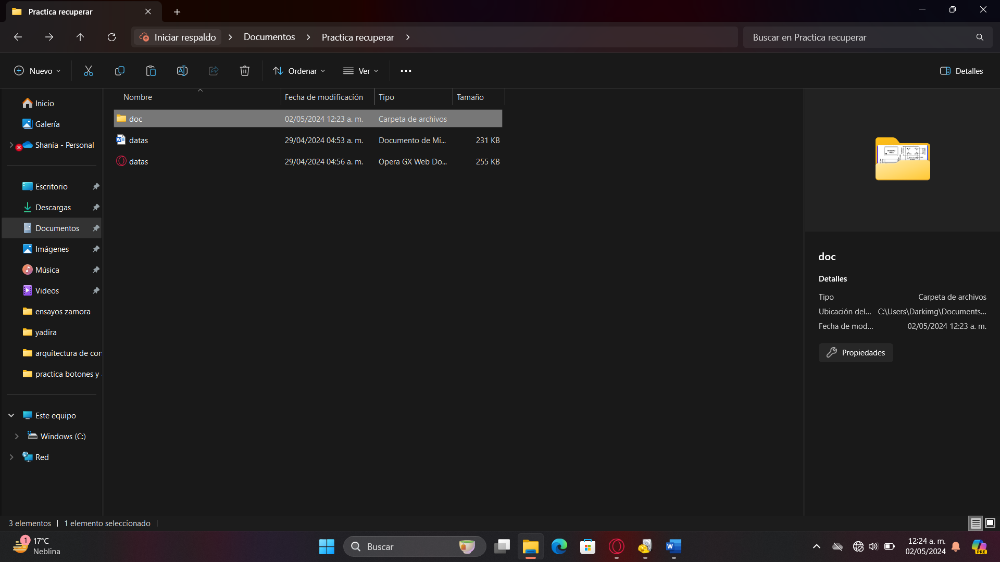 Practica recuperar
Iniciar respaldo
Documentos
Practica recuperar
Buscar en Practica recuperar
Nuevo
Ordenar
Ver
Detalles
Inicio
Galería
Shania - Personal
Escritorio
Descargas
Documentos
Imágenes
Música
Videos
ensayos zamora
yadira
arquitectura de cor
practica botones y
Este equipo
Windows (C:)
Red
Nombre Fecha de modificación Tipo Tamaño
doc 02/05/2024 12:23 a. m. Carpeta de archivos
datas 29/04/2024 04:53 a. m. Documento de Mi... 231 KB
datas 29/04/2024 04:56 a. m. Opera GX Web Do... 255 KB
doc
Detalles
Tipo Carpeta de archivos
Ubicación del... C:\Users\Darkimg\Documents...
Fecha de mod... 02/05/2024 12:23 a. m.
Propiedades
3 elementos | 1 elemento seleccionado |
1
17°C
Neblina
Buscar
12:24 a. m.
02/05/2024
PRE